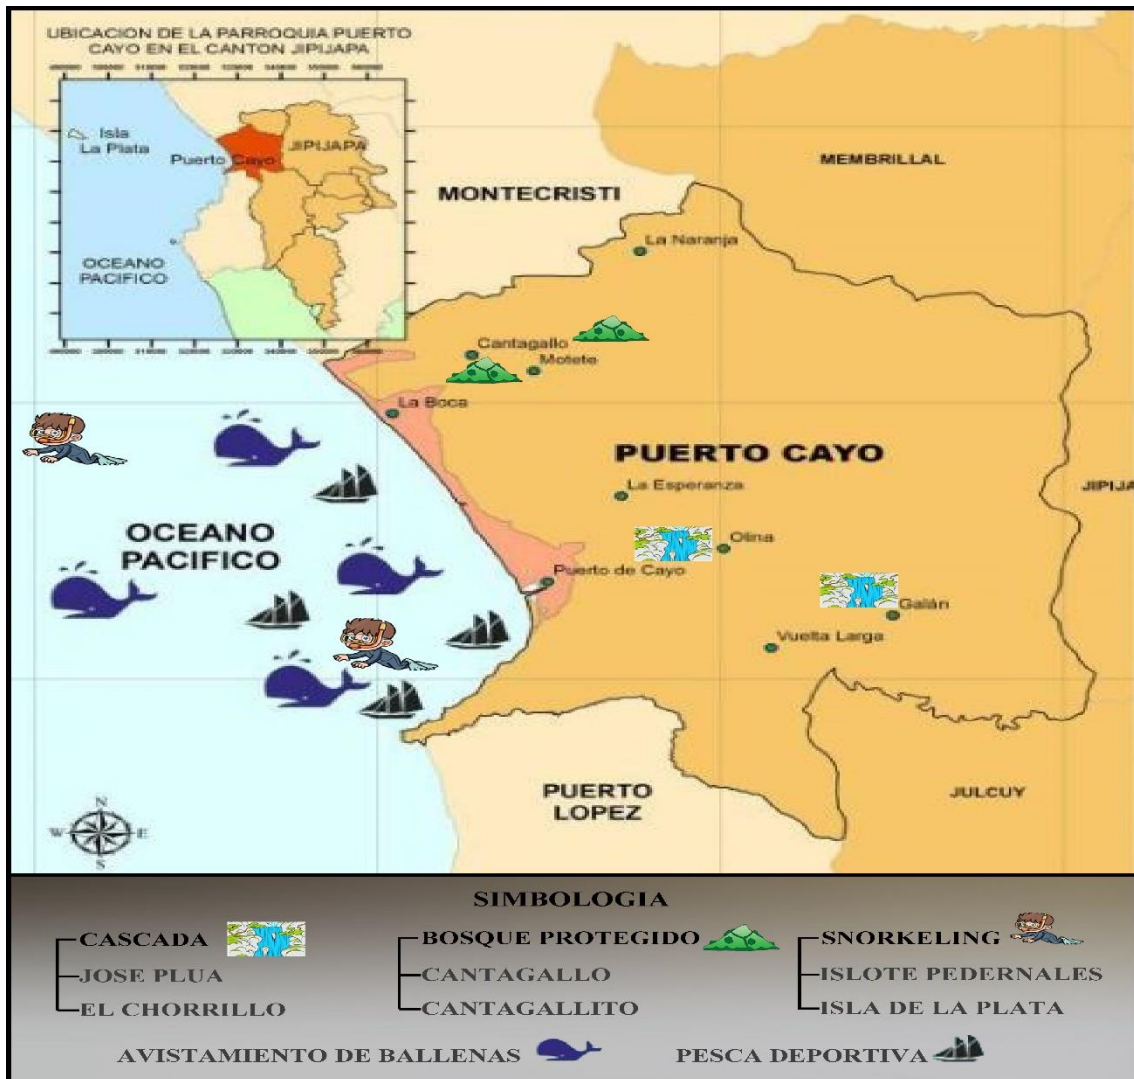 UBICACION DE LA PARROQUIA PUERTO
CAYO EN EL CANTON JIPIJAPA
Isla
La Plata
Puerto Cayo
JIPIJAPA
OCEANO
PACIFICO
MONTECRISTI
MEMBRILLAL
La Naranja
Cantagallo
Motete
La Boca
PUERTO CAYO
La Esperanza
JIPIJA
OCEANO
PACIFICO
Olina
Puerto de Cayo
Galán
Vuelta Larga
PUERTO
LOPEZ
JULCUY
N
W E
S
SIMBOLOGIA
CASCADA
JOSE PLUA
EL CHORRILLO
BOSQUE PROTEGIDO
CANTAGALLO
CANTAGALLITO
SNORKELING
ISLOTE PEDERNALES
ISLA DE LA PLATA
AVISTAMIENTO DE BALLENAS
PESCA DEPORTIVA